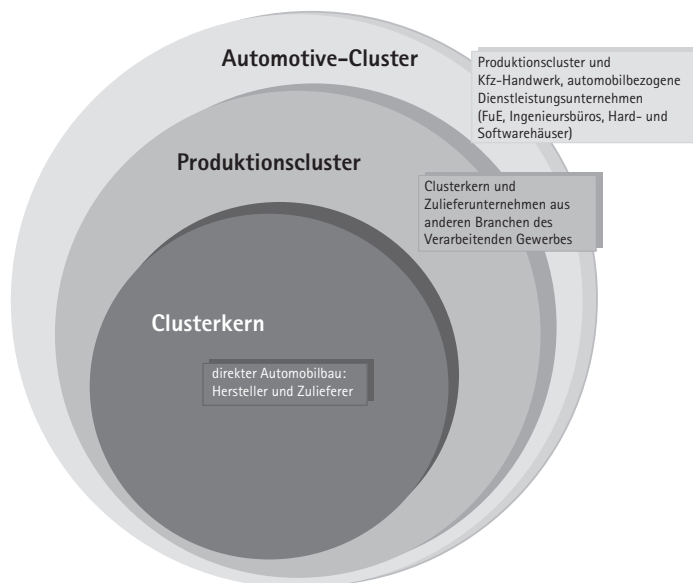 Automotive-Cluster
Produktionscluster und
Kfz-Handwerk, automobilbezogene
Dienstleistungsunternehmen
(FuE, Ingenieursbüros, Hard- und
Softwarehäuser)
Produktionscluster
Clusterkern und
Zulieferunternehmen aus
anderen Branchen des
Verarbeitenden Gewerbes
Clusterkern
direkter Automobilbau:
Hersteller und Zulieferer